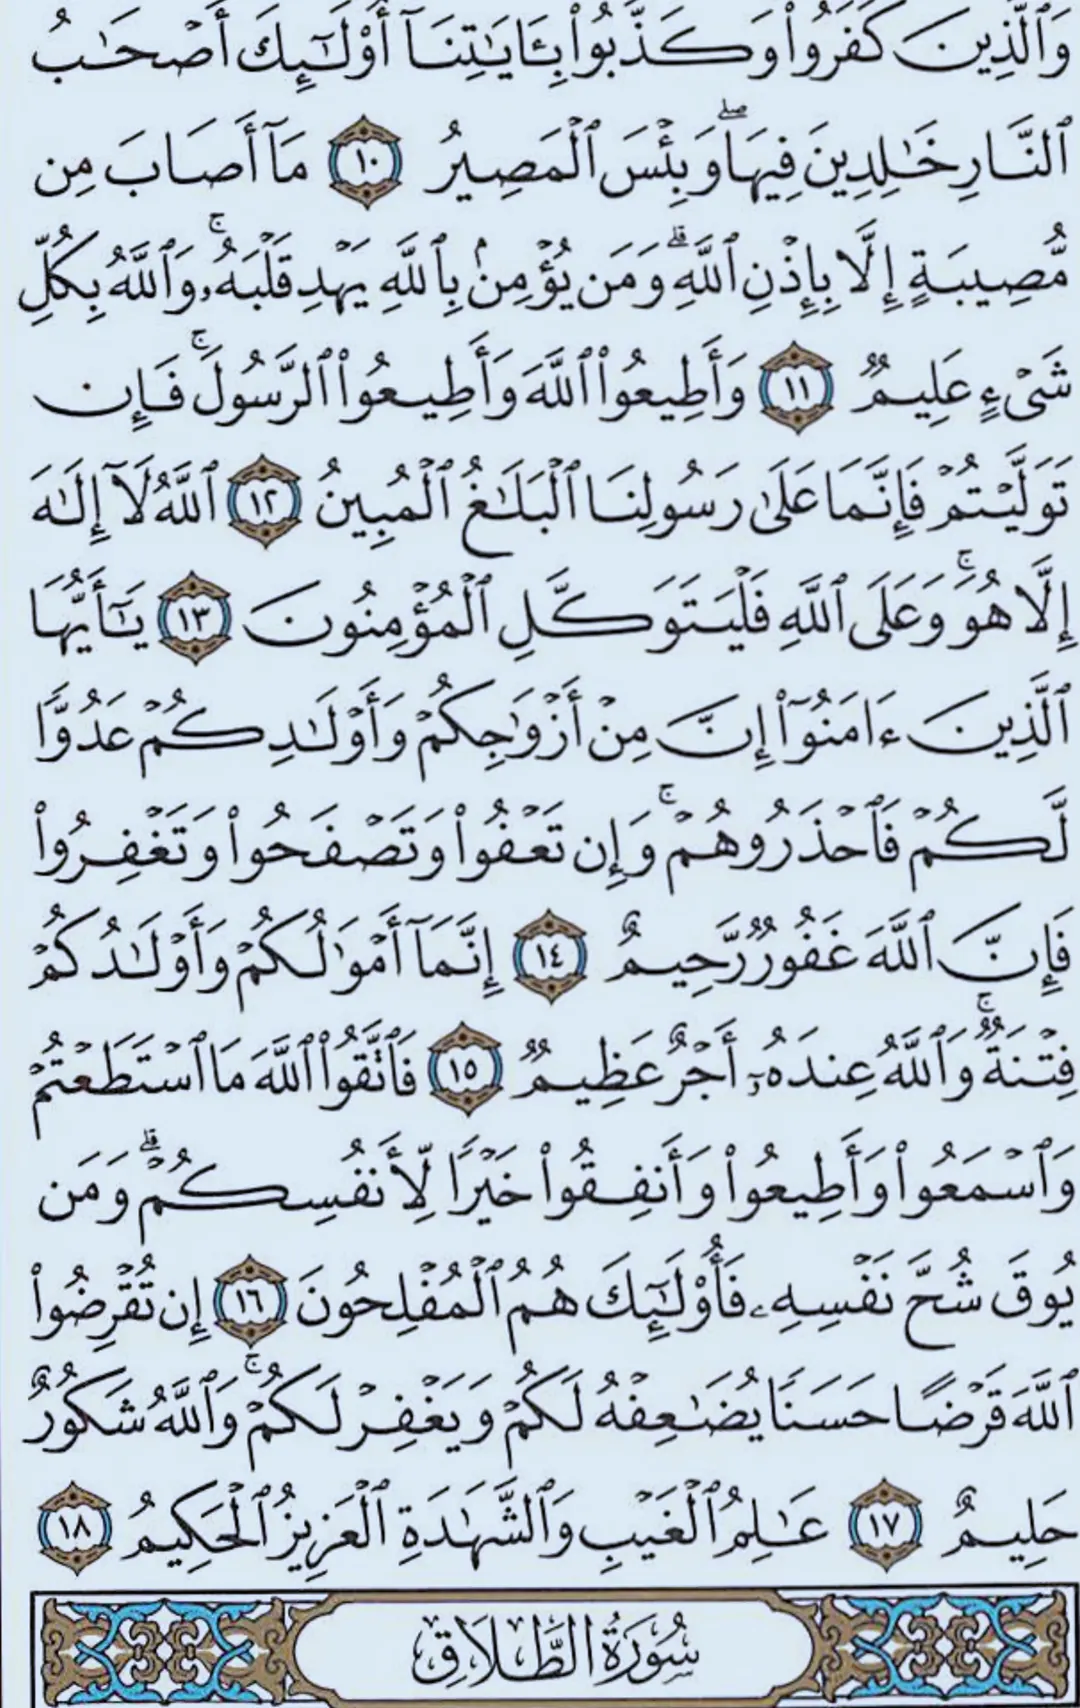 وَٱلَّذِينَ كَفَرُوا۟ وَكَذَّبُوا۟ بِـَٔايَـٰتِنَآ أُو۟لَـٰٓئِكَ أَصْحَـٰبُ
ٱلنَّارِ خَـٰلِدِينَ فِيهَا ۖ وَبِئْسَ ٱلْمَصِيرُ ١٠ مَآ أَصَابَ مِن
مُّصِيبَةٍ إِلَّا بِإِذْنِ ٱللَّهِ ۗ وَمَن يُؤْمِنۢ بِٱللَّهِ يَهْدِ قَلْبَهُۥ ۚ وَٱللَّهُ بِكُلِّ
شَىْءٍ عَلِيمٌ ١١ وَأَطِيعُوا۟ ٱللَّهَ وَأَطِيعُوا۟ ٱلرَّسُولَ ۚ فَإِن
تَوَلَّيْتُمْ فَإِنَّمَا عَلَىٰ رَسُولِنَا ٱلْبَلَـٰغُ ٱلْمُبِينُ ١٢ ٱللَّهُ لَآ إِلَـٰهَ
إِلَّا هُوَ ۚ وَعَلَى ٱللَّهِ فَلْيَتَوَكَّلِ ٱلْمُؤْمِنُونَ ١٣ يَـٰٓأَيُّهَا
ٱلَّذِينَ ءَامَنُوٓا۟ إِنَّ مِنْ أَزْوَٰجِكُمْ وَأَوْلَـٰدِكُمْ عَدُوًّا
لَّكُمْ فَٱحْذَرُوهُمْ ۚ وَإِن تَعْفُوا۟ وَتَصْفَحُوا۟ وَتَغْفِرُوا۟
فَإِنَّ ٱللَّهَ غَفُورٌ رَّحِيمٌ ١٤ إِنَّمَآ أَمْوَٰلُكُمْ وَأَوْلَـٰدُكُمْ
فِتْنَةٌ ۚ وَٱللَّهُ عِندَهُۥٓ أَجْرٌ عَظِيمٌ ١٥ فَٱتَّقُوا۟ ٱللَّهَ مَا ٱسْتَطَعْتُمْ
وَٱسْمَعُوا۟ وَأَطِيعُوا۟ وَأَنفِقُوا۟ خَيْرًا لِّأَنفُسِكُمْ ۗ وَمَن
يُوقَ شُحَّ نَفْسِهِۦ فَأُو۟لَـٰٓئِكَ هُمُ ٱلْمُفْلِحُونَ ١٦ إِن تُقْرِضُوا۟
ٱللَّهَ قَرْضًا حَسَنًا يُضَـٰعِفْهُ لَكُمْ وَيَغْفِرْ لَكُمْ ۚ وَٱللَّهُ شَكُورٌ
حَلِيمٌ ١٧ عَـٰلِمُ ٱلْغَيْبِ وَٱلشَّهَـٰدَةِ ٱلْعَزِيزُ ٱلْحَكِيمُ ١٨
سُورَةُ الطَّلَاقِ